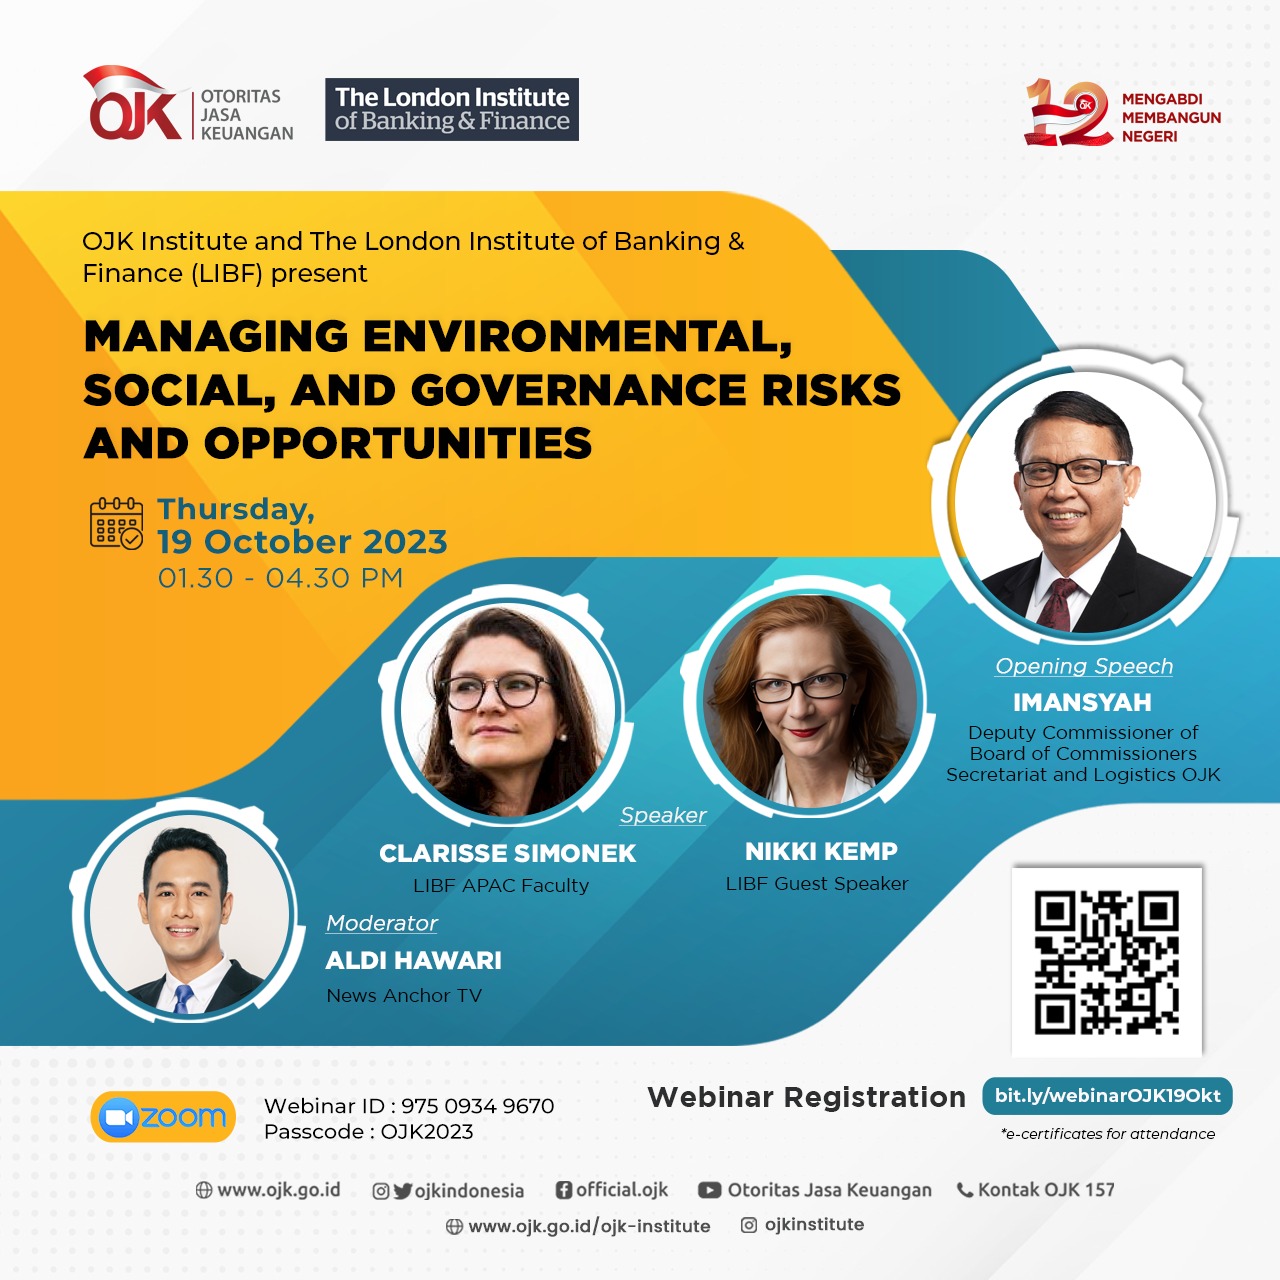 OJK
OTORITAS
JASA
KEUANGAN
The London Institute
of Banking & Finance
12
OJK
MENGABDI
MEMBANGUN
NEGERI
OJK Institute and The London Institute of Banking &
Finance (LIBF) present
MANAGING ENVIRONMENTAL,
SOCIAL, AND GOVERNANCE RISKS
AND OPPORTUNITIES
Thursday,
19 October 2023
01.30 - 04.30 PM
Opening Speech
IMANSYAH
Deputy Commissioner of
Board of Commissioners
Secretariat and Logistics OJK
Speaker
CLARISSE SIMONEK
LIBF APAC Faculty
NIKKI KEMP
LIBF Guest Speaker
Moderator
ALDI HAWARI
News Anchor TV
zoom
Webinar ID : 975 0934 9670
Passcode : OJK2023
Webinar Registration
bit.ly/webinarOJK19Okt
*e-certificates for attendance
www.ojk.go.id ojkindonesia official.ojk Otoritas Jasa Keuangan Kontak OJK 157
www.ojk.go.id/ojk-institute ojkinstitute